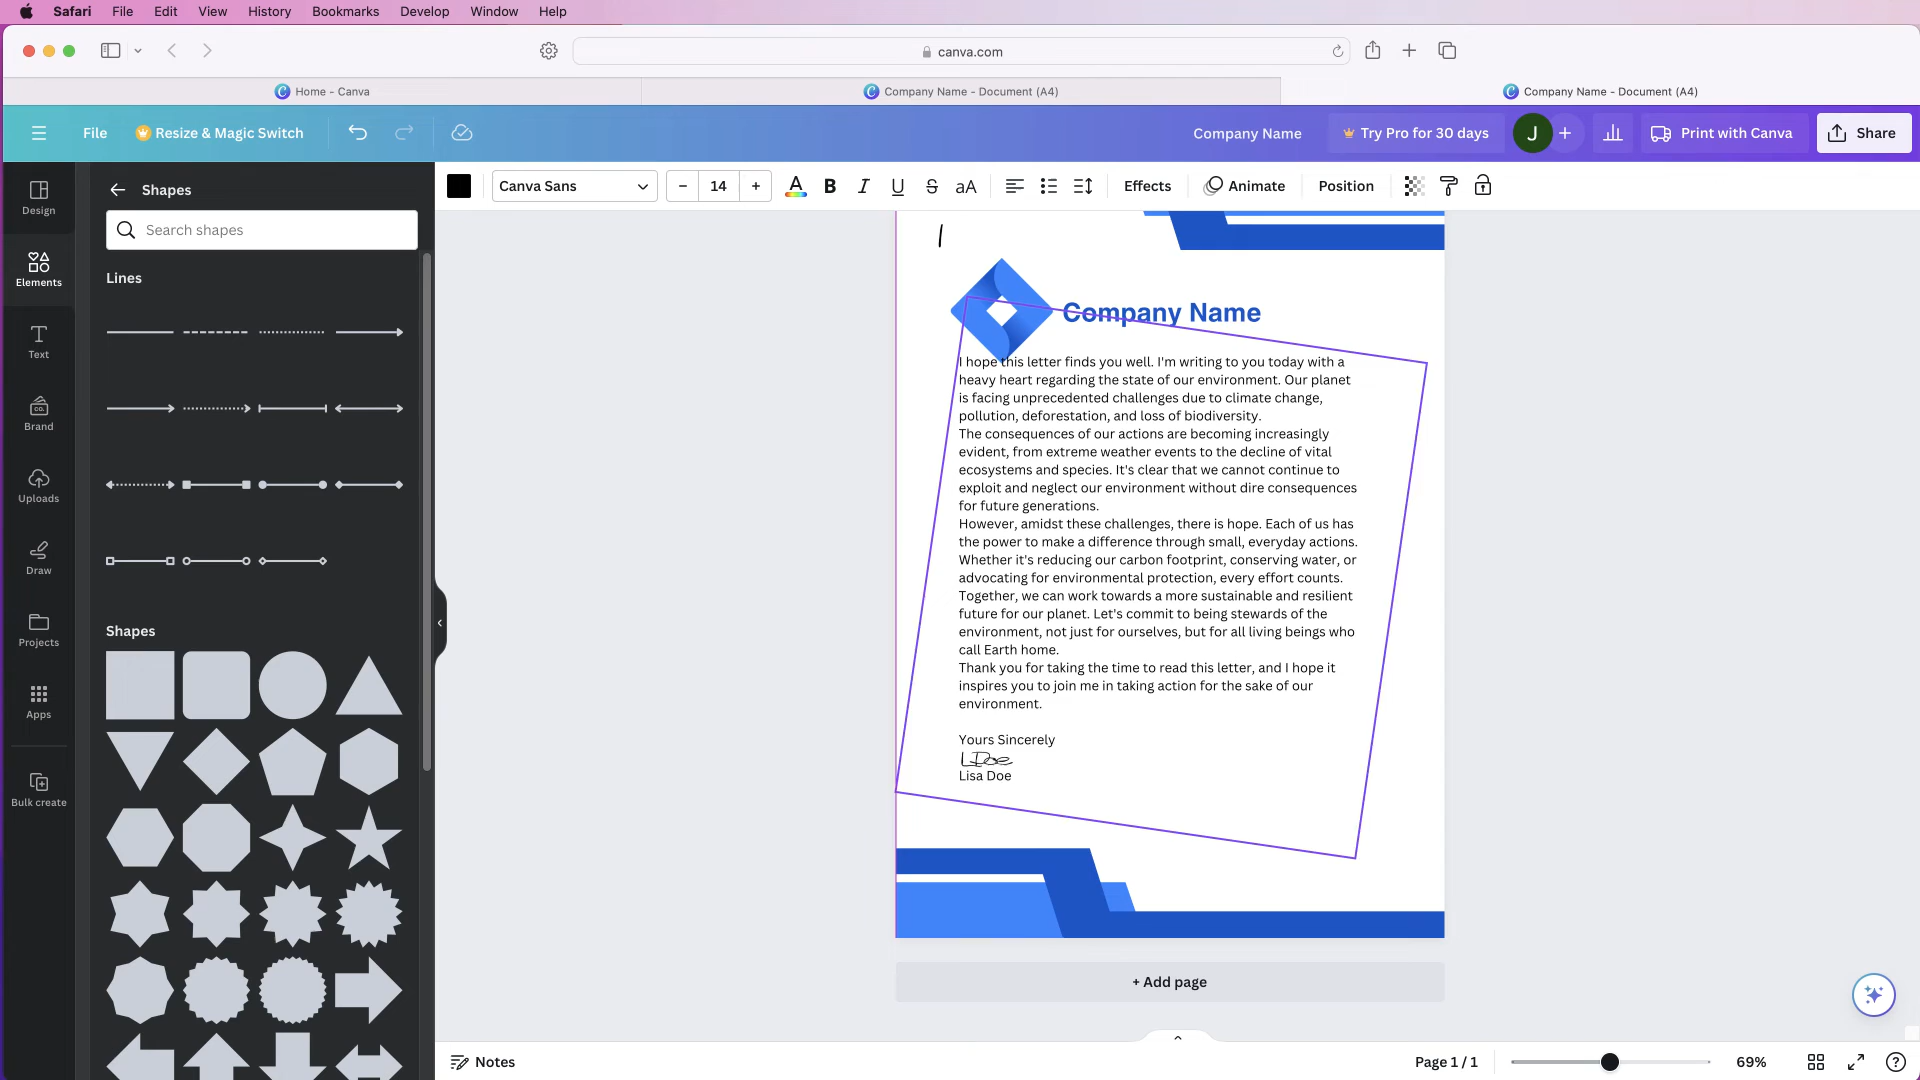 Safari File Edit View History Bookmarks Develop Window Help
canva.com
Home - Canva
Company Name - Document (A4)
Company Name - Document (A4)
File
Resize & Magic Switch
Company Name
Try Pro for 30 days
J
Print with Canva
Share
Design
Elements
Text
Brand
Uploads
Draw
Projects
Apps
Bulk create
Shapes
Search shapes
Lines
Shapes
Canva Sans
14
A B I U S aA
Effects
Animate
Position
Company Name
I hope this letter finds you well. I'm writing to you today with a
heavy heart regarding the state of our environment. Our planet
is facing unprecedented challenges due to climate change,
pollution, deforestation, and loss of biodiversity.
The consequences of our actions are becoming increasingly
evident, from extreme weather events to the decline of vital
ecosystems and species. It's clear that we cannot continue to
exploit and neglect our environment without dire consequences
for future generations.
However, amidst these challenges, there is hope. Each of us has
the power to make a difference through small, everyday actions.
Whether it's reducing our carbon footprint, conserving water, or
advocating for environmental protection, every effort counts.
Together, we can work towards a more sustainable and resilient
future for our planet. Let's commit to being stewards of the
environment, not just for ourselves, but for all living beings who
call Earth home.
Thank you for taking the time to read this letter, and I hope it
inspires you to join me in taking action for the sake of our
environment.
Yours Sincerely
LDoe
Lisa Doe
+ Add page
Notes
Page 1 / 1
69%